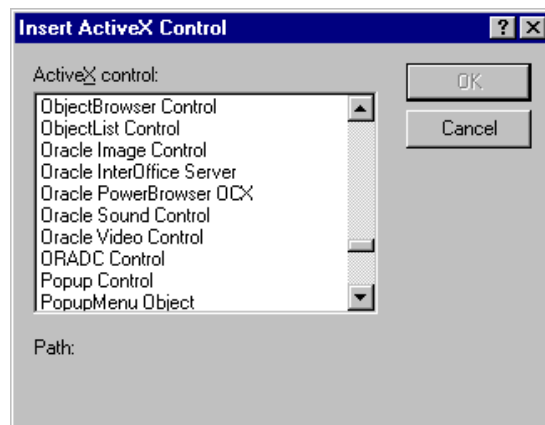 Insert ActiveX Control
ActiveX control:
ObjectBrowser Control
ObjectList Control
Oracle Image Control
Oracle InterOffice Server
Oracle PowerBrowser OCX
Oracle Sound Control
Oracle Video Control
ORADC Control
Popup Control
PopupMenu Object
OK
Cancel
Path: